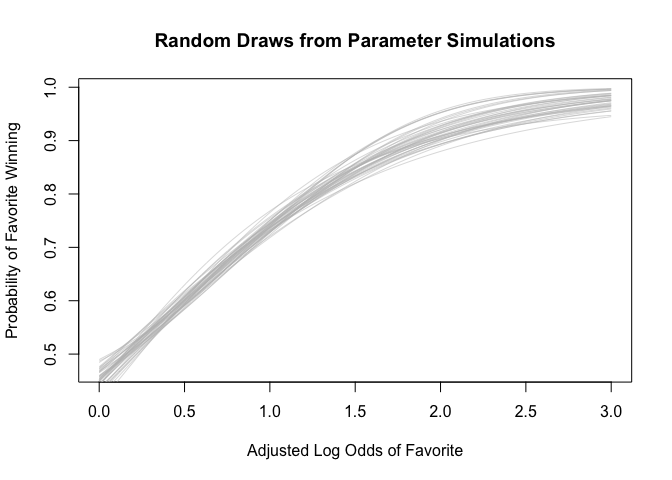 Random Draws from Parameter Simulations
Probability of Favorite Winning
1.0
0.9
0.8
0.7
0.6
0.5
0.0 0.5 1.0 1.5 2.0 2.5 3.0
Adjusted Log Odds of Favorite